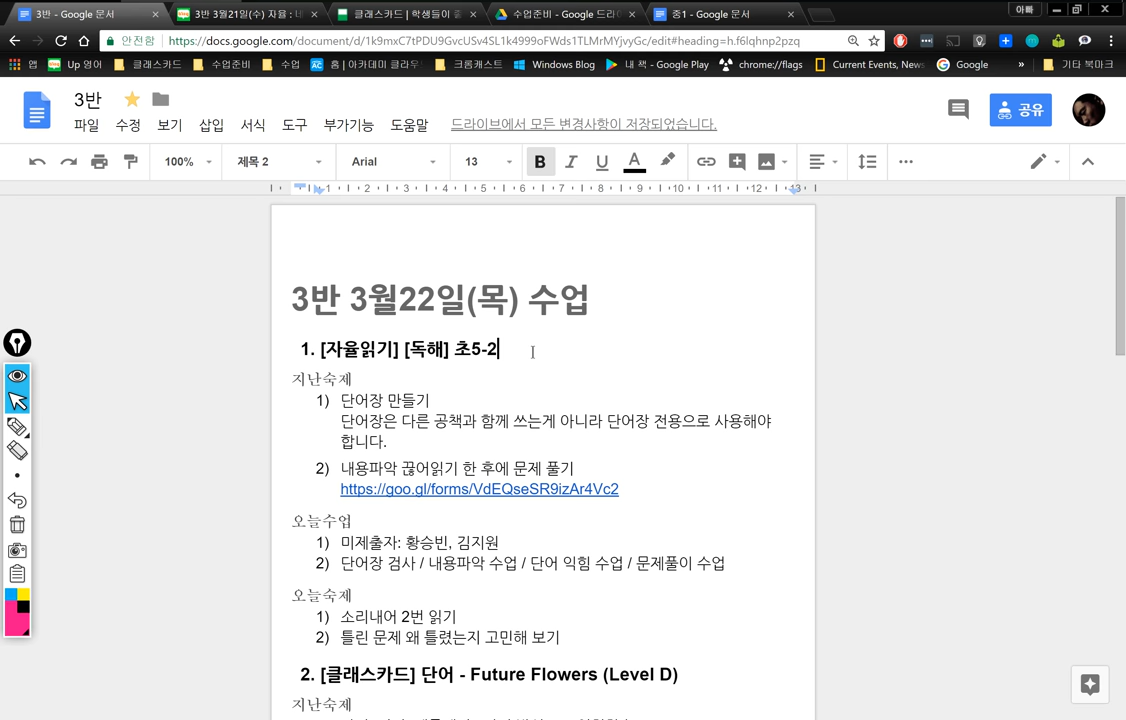 3반 - Google 문서
3반 3월21일(수) 자율 : 네
클래스카드 | 학생들이 좋
수업준비 - Google 드라이
중1 - Google 문서
아빠
안전함
https://docs.google.com/document/d/1k9mxC7tPDU9GvcUSv4SL1k4999oFWds1TLMrMYjvyGc/edit#heading=h.f6lqhnp2pzq
앱
Up 영어
클래스카드
수업준비
수업
홈 | 아카데미 클라우
크롬캐스트
Windows Blog
내 책 - Google Play
chrome://flags
Current Events, News
Google
»
기타 북마크
3반
파일 수정 보기 삽입 서식 도구 부가기능 도움말 드라이브에서 모든 변경사항이 저장되었습니다.
공유
100% 제목 2 Arial 13 B I U A
1 2 3 4 5 6 7 8 9 10 11 12 13
3반 3월22일(목) 수업
1. [자율읽기] [독해] 초5-2
지난숙제
1) 단어장 만들기
단어장은 다른 공책과 함께 쓰는게 아니라 단어장 전용으로 사용해야
합니다.
2) 내용파악 끊어읽기 한 후에 문제 풀기
https://goo.gl/forms/VdEQseSR9izAr4Vc2
오늘수업
1) 미제출자: 황승빈, 김지원
2) 단어장 검사 / 내용파악 수업 / 단어 익힘 수업 / 문제풀이 수업
오늘숙제
1) 소리내어 2번 읽기
2) 틀린 문제 왜 틀렸는지 고민해 보기
2. [클래스카드] 단어 - Future Flowers (Level D)
지난숙제